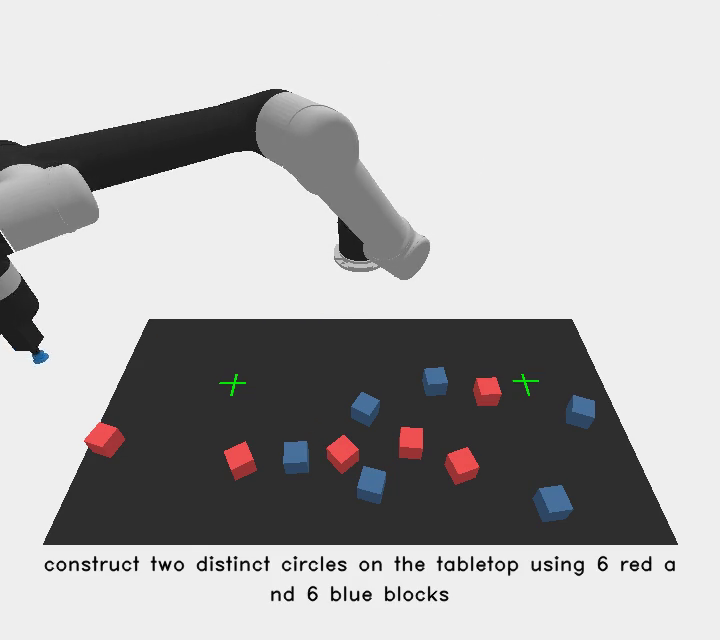 construct two distinct circles on the tabletop using 6 red a
nd 6 blue blocks